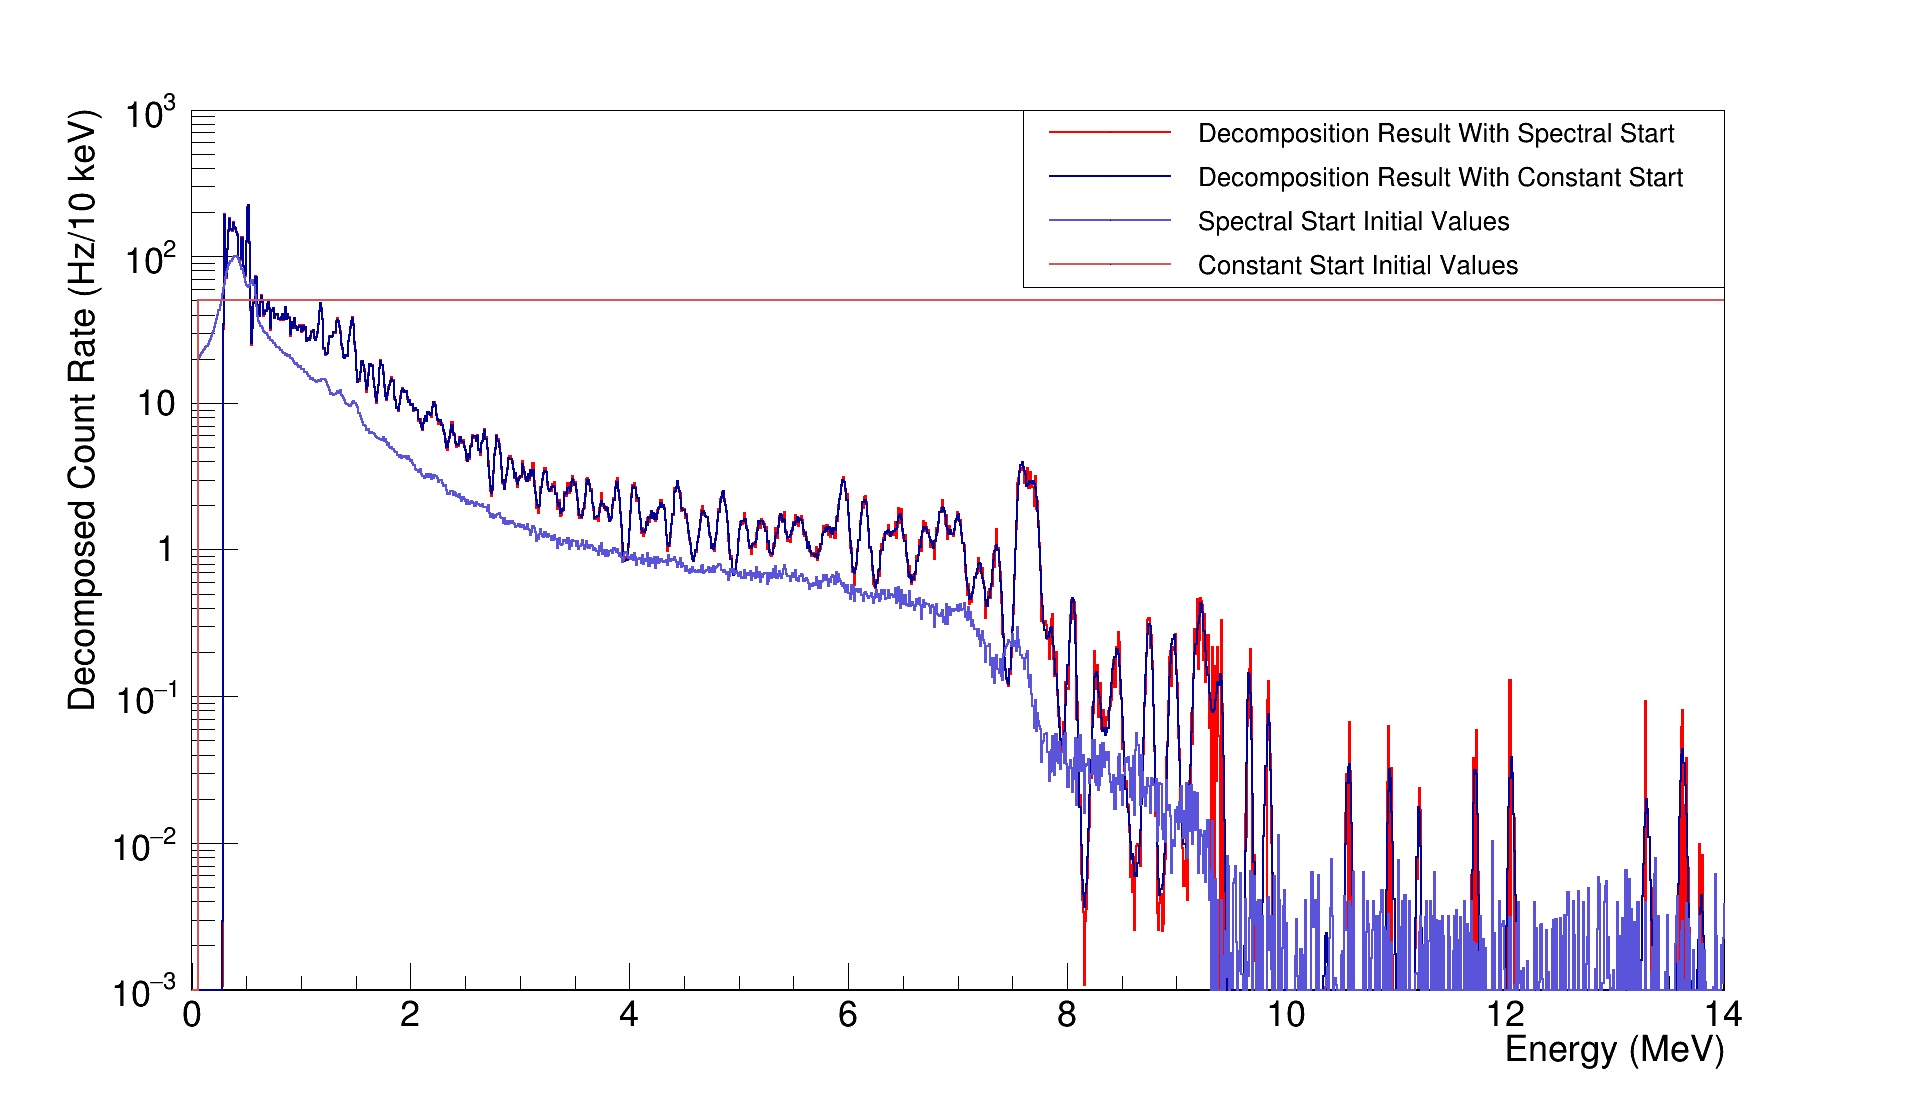 Decomposed Count Rate (Hz/10 keV)
10³
10²
10
1
10⁻¹
10⁻²
10⁻³
Decomposition Result With Spectral Start
Decomposition Result With Constant Start
Spectral Start Initial Values
Constant Start Initial Values
0 2 4 6 8 10 12 14
Energy (MeV)